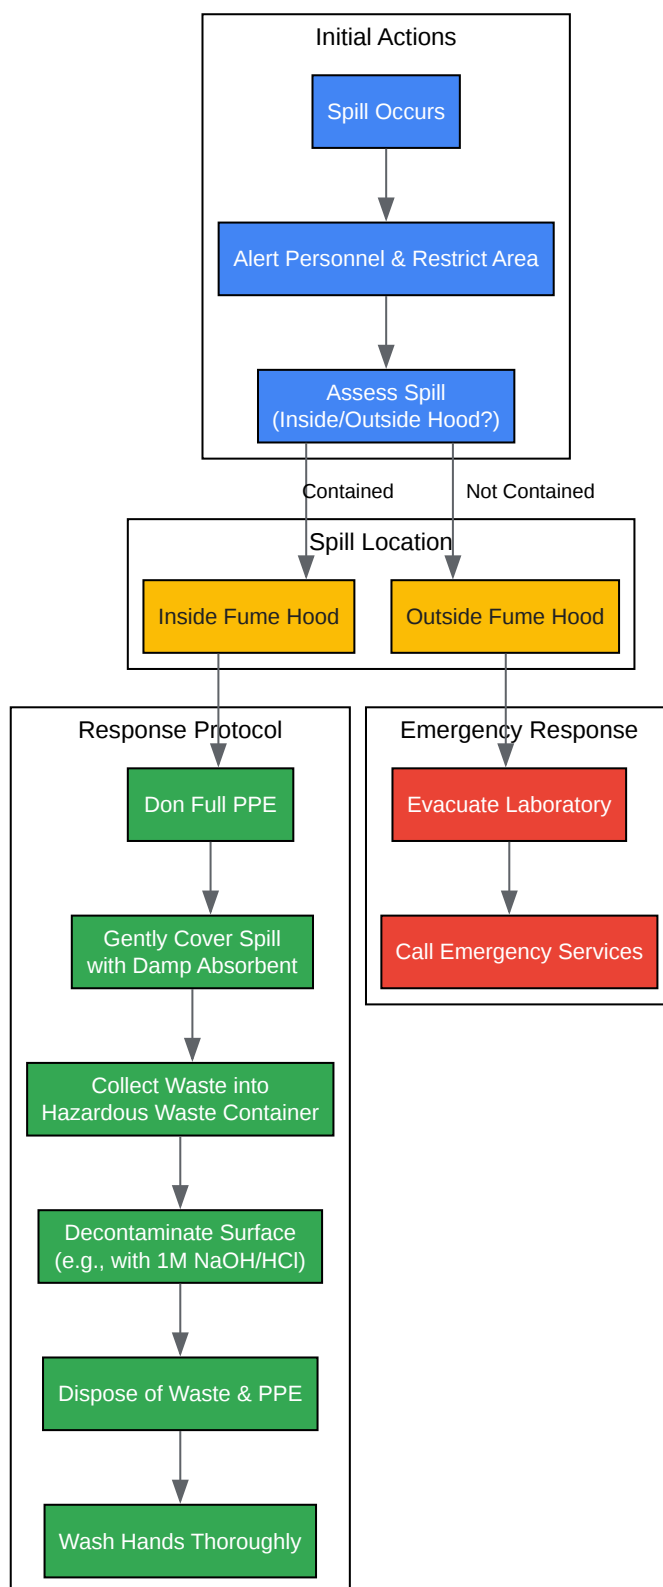 Initial Actions
Spill Occurs
Alert Personnel & Restrict Area
Assess Spill
(Inside/Outside Hood?)
Contained
Not Contained
Spill Location
Inside Fume Hood
Outside Fume Hood
Response Protocol
Don Full PPE
Gently Cover Spill
with Damp Absorbent
Collect Waste into
Hazardous Waste Container
Decontaminate Surface
(e.g., with 1M NaOH/HCl)
Dispose of Waste & PPE
Wash Hands Thoroughly
Emergency Response
Evacuate Laboratory
Call Emergency Services